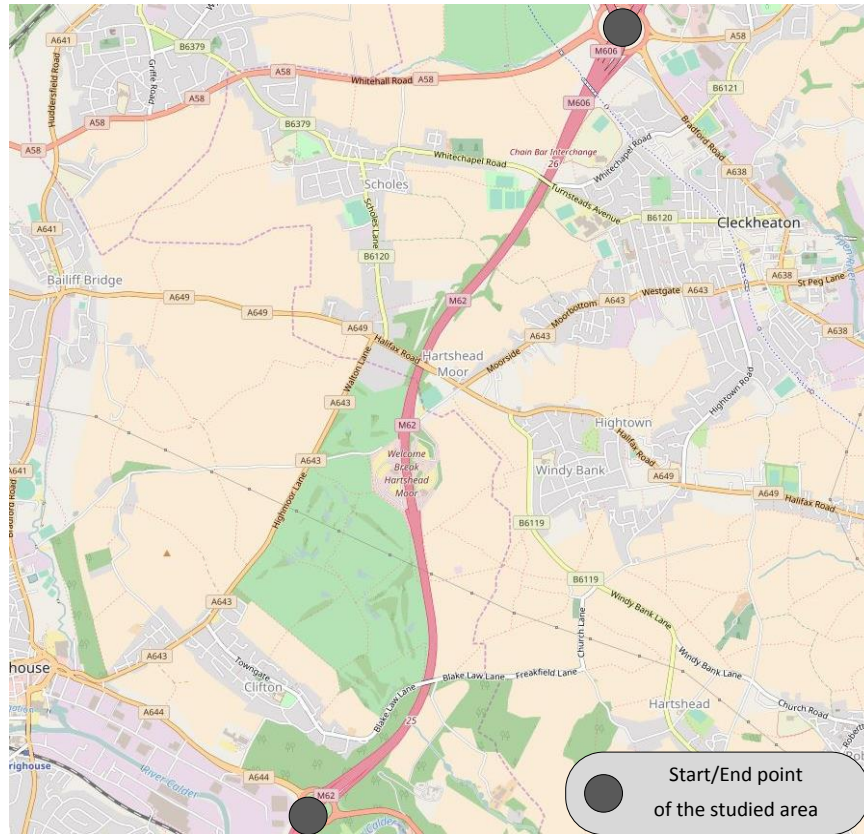 A641
B6379
A58
Huddersfield Road
Griffe Road
A58
Whitehall Road
A58
M606
A58
M606
B6121
A58
A58
B6379
Bradford Road
Whitechapel Road
Chain Bar Interchange
26
Whitechapel Road
Scholes
A638
Turnsteads Avenue
Scholes Lane
B6120
Cleckheaton
A641
B6120
Bailiff Bridge
A638
St Peg Lane
A649
M62
Westgate
A643
A643
Moorbottom
A649
A649
A643
A638
Halifax Road
Hartshead
Moor
Moorside
Walton Lane
Hightown Road
A643
M62
Hightown
Halifax Road
A643
Welcome
Break
Hartshead
Moor
Windy Bank
A641
A649
A649
Halifax Road
Bradford Road
Highmoor Lane
B6119
B6119
A643
Windy Bank Lane
Church Lane
A643
Towngate
B6119
Windy Bank Lane
house
Clifton
Blake Law Lane
Blake Law Lane
Freakfield Lane
A644
25
Hartshead
Church Road
River Calder
A644
righouse
M62
Start/End point
of the studied area